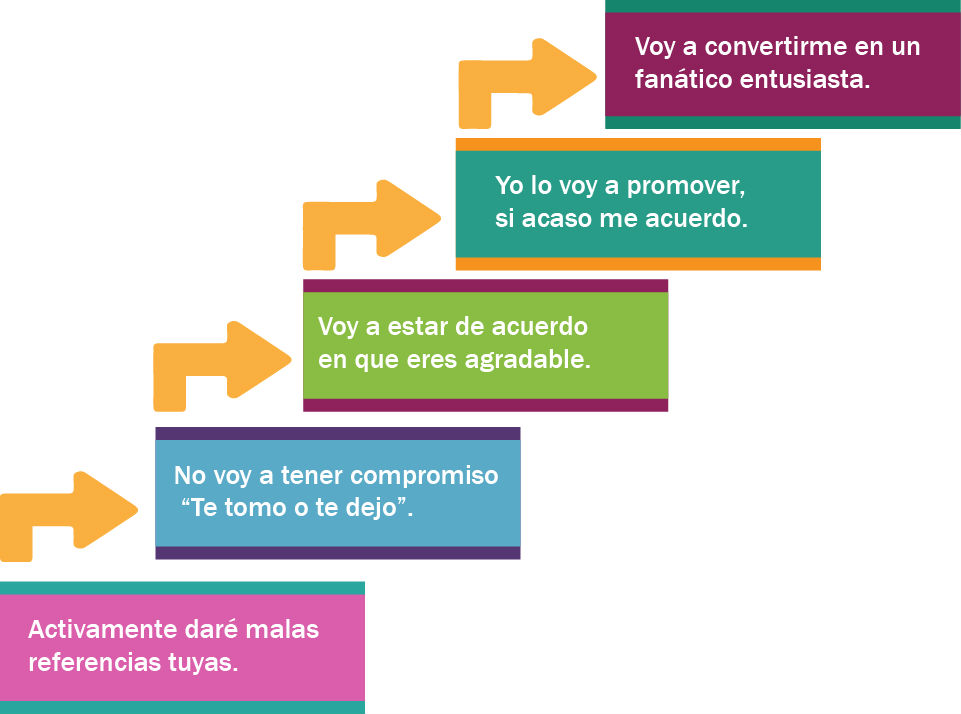 Voy a convertirme en un
fanático entusiasta.
Yo lo voy a promover,
si acaso me acuerdo.
Voy a estar de acuerdo
en que eres agradable.
No voy a tener compromiso
“Te tomo o te dejo”.
Activamente daré malas
referencias tuyas.